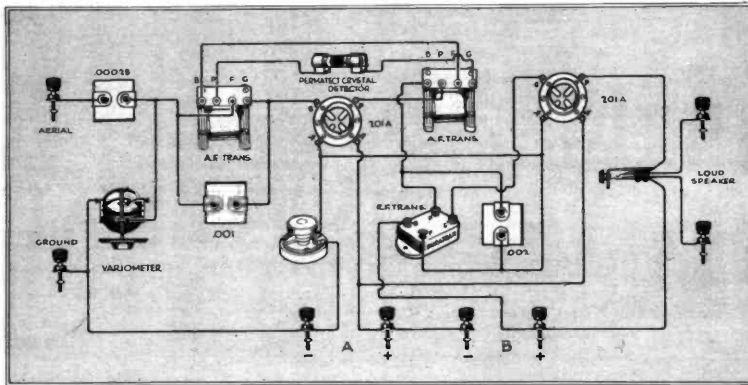 .00025
AERIAL
B P F G
A.F. TRANS.
PERMATECT CRYSTAL
DETECTOR
201A
B P F G
A.F. TRANS.
201A
LOUD
SPEAKER
.001
R.F. TRANS.
.002
GROUND
VARIOMETER
- A + - B +